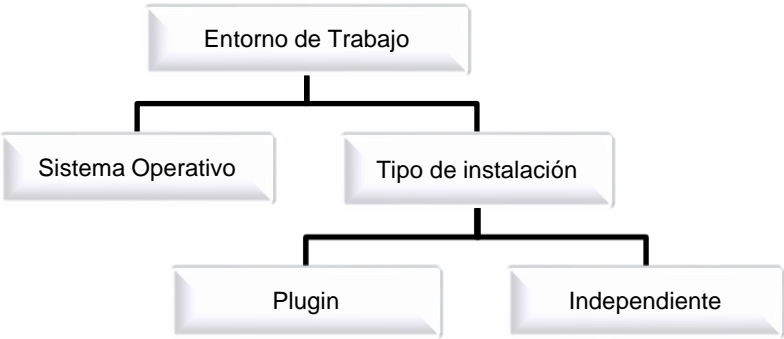 Entorno de Trabajo
Sistema Operativo
Tipo de instalación
Plugin
Independiente